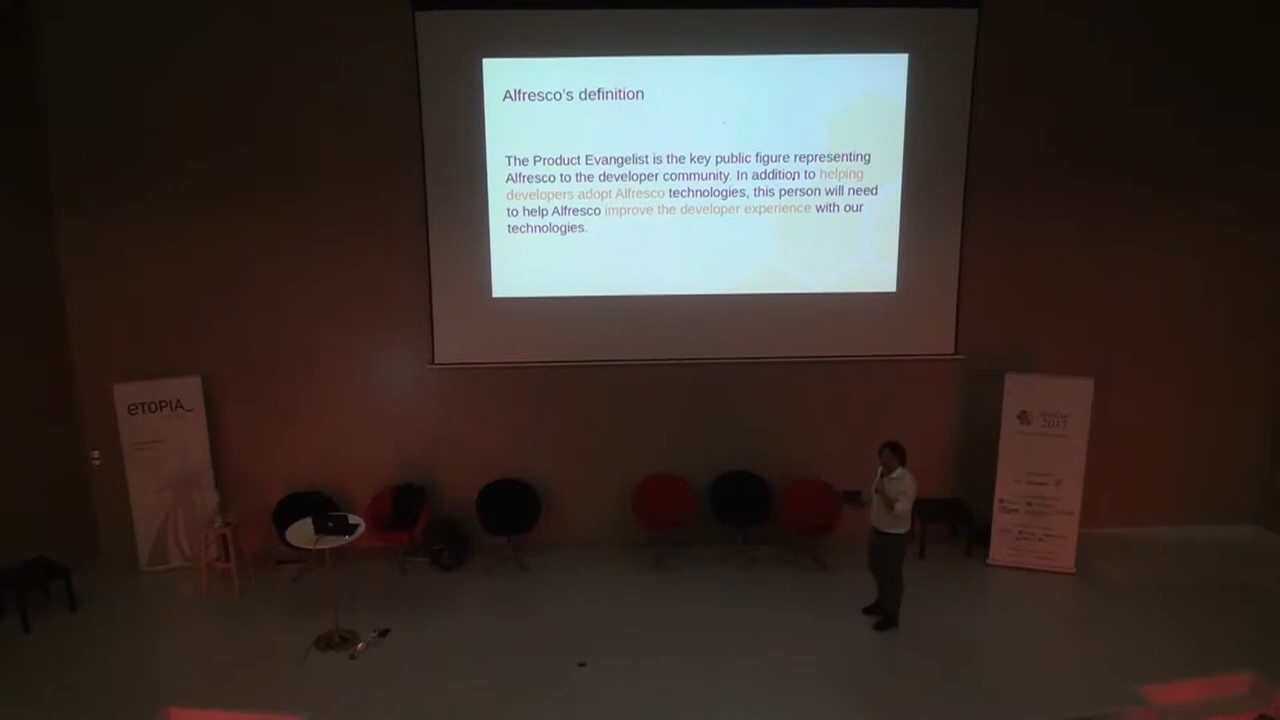 Alfresco's definition
The Product Evangelist is the key public figure representing
Alfresco to the developer community. In addition to helping
developers adopt Alfresco technologies, this person will need
to help Alfresco improve the developer experience with our
technologies.
eTOPIA_
2017